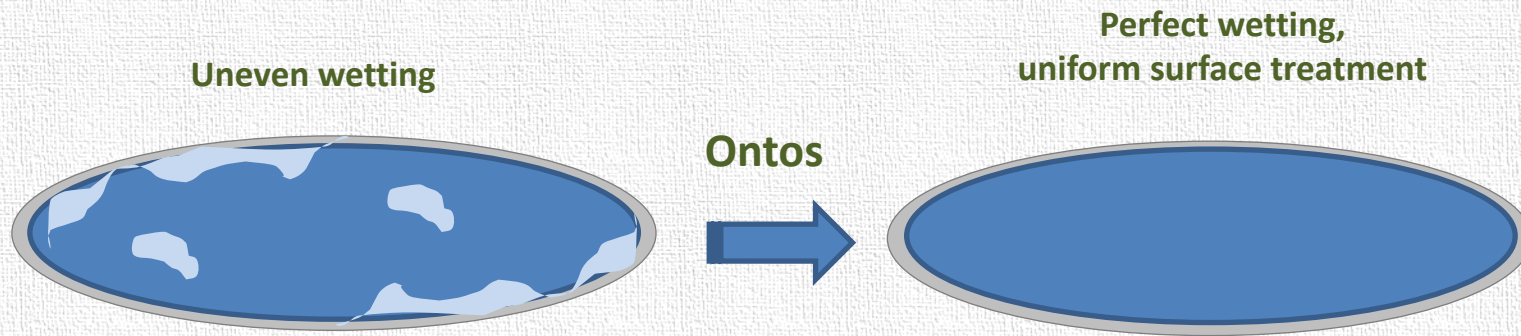 Uneven wetting
Ontos
Perfect wetting,
uniform surface treatment